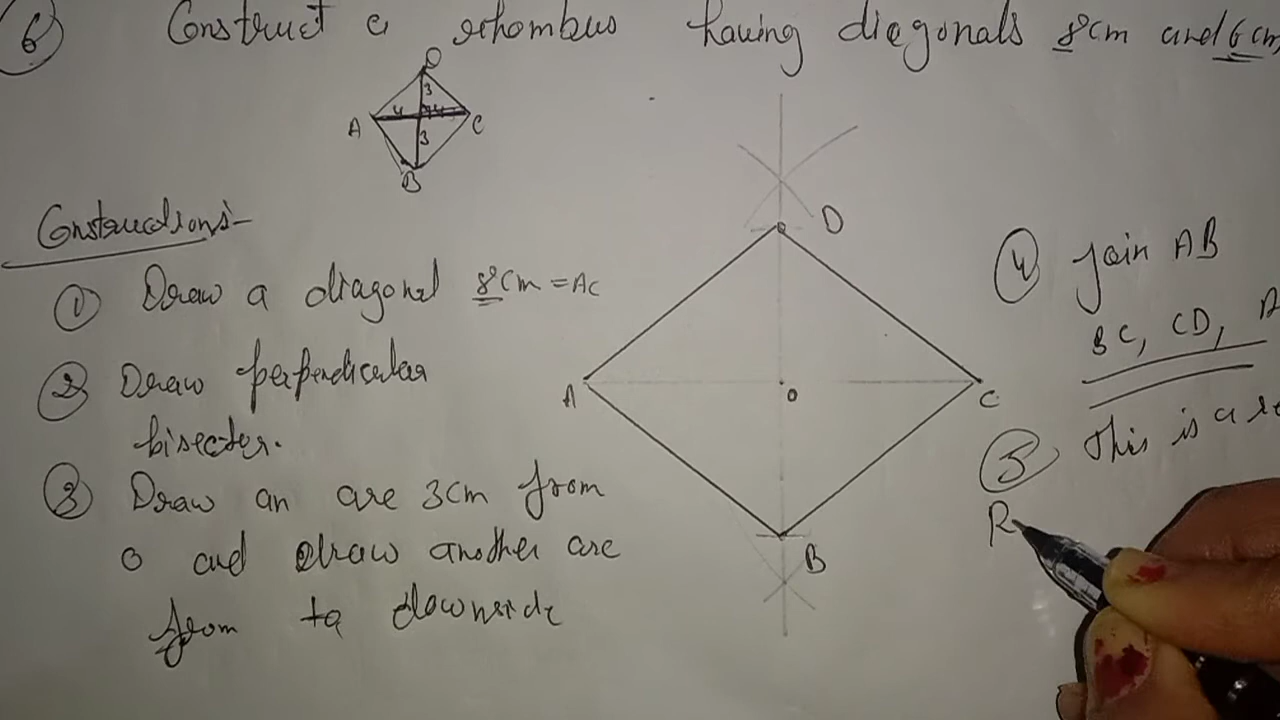 6 Construct a rhombus having diagonals 8cm and 6cm
D
3
4 4
A C
3
B
Constructions:-
① Draw a diagonal 8cm = AC
② Draw perpendicular
bisecter.
③ Draw an arc 3cm from
O and draw another arc
from to downside
D
A O C
B
④ Join AB
BC, CD, A
⑤ This is a
R